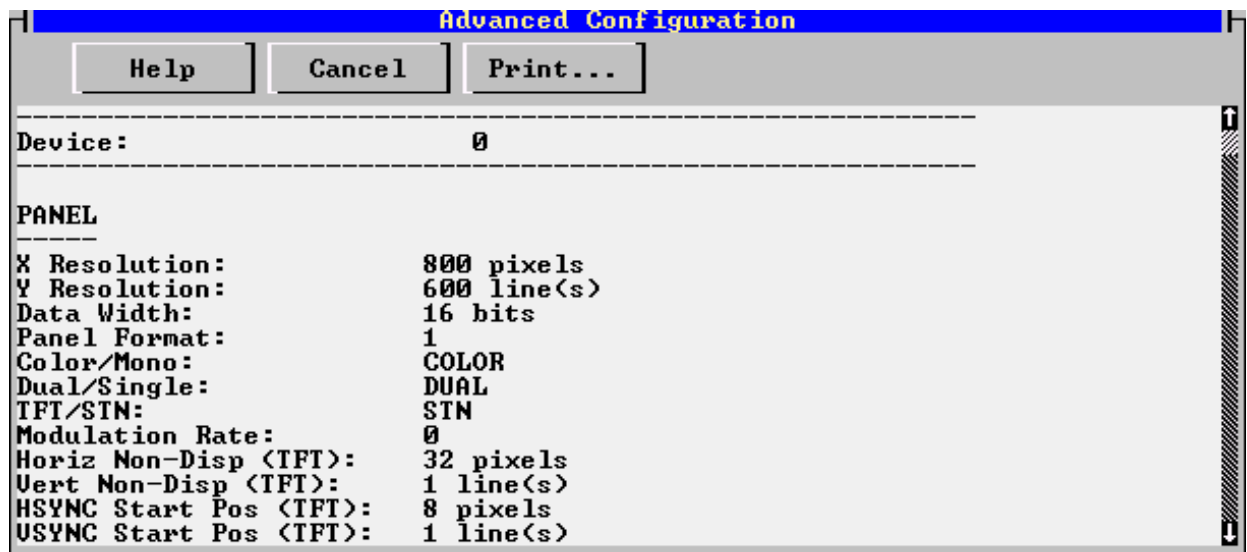 Advanced Configuration
Help Cancel Print...
------------------------------------------------------------
Device: 0
------------------------------------------------------------
PANEL
-----
X Resolution: 800 pixels
Y Resolution: 600 line(s)
Data Width: 16 bits
Panel Format: 1
Color/Mono: COLOR
Dual/Single: DUAL
TFT/STN: STN
Modulation Rate: 0
Horiz Non-Disp (TFT): 32 pixels
Vert Non-Disp (TFT): 1 line(s)
HSYNC Start Pos (TFT): 8 pixels
VSYNC Start Pos (TFT): 1 line(s)